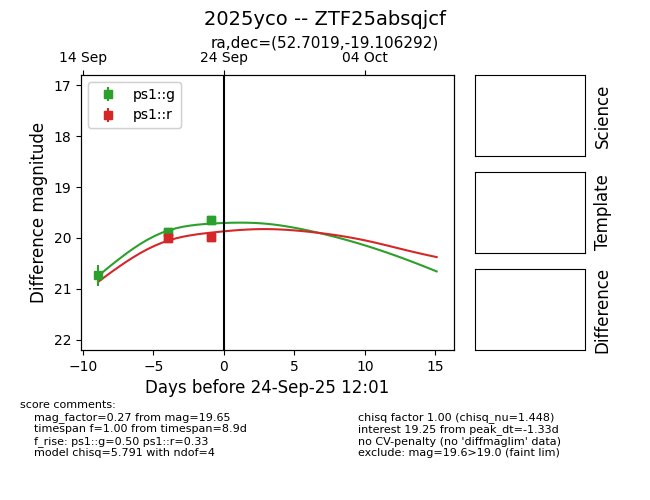 2025yco -- ZTF25absqjcf
ra,dec=(52.7019,-19.106292)
14 Sep
24 Sep
04 Oct
17
18
19
20
21
22
Difference magnitude
ps1::g
ps1::r
−10
−5
0
5
10
15
Days before 24-Sep-25 12:01
Science
Template
Difference
score comments:
mag_factor=0.27 from mag=19.65
timespan f=1.00 from timespan=8.9d
f_rise: ps1::g=0.50 ps1::r=0.33
model chisq=5.791 with ndof=4
chisq factor 1.00 (chisq_nu=1.448)
interest 19.25 from peak_dt=-1.33d
no CV-penalty (no 'diffmaglim' data)
exclude: mag=19.6>19.0 (faint lim)